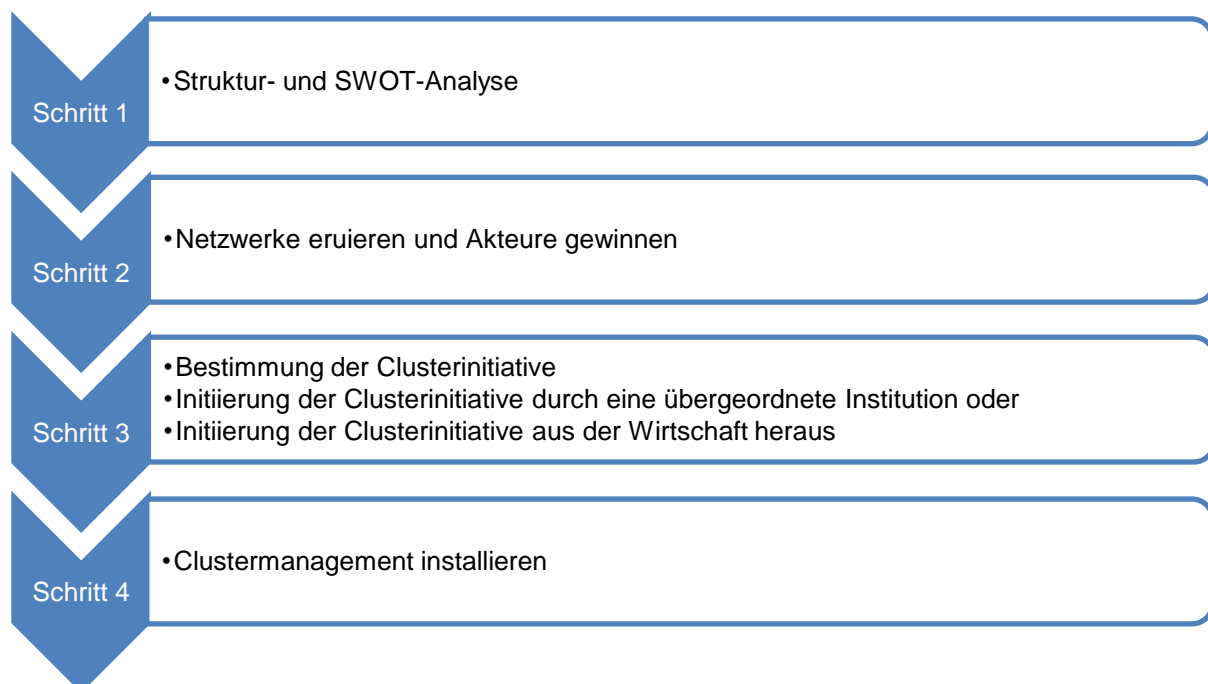 Schritt 1
•Struktur- und SWOT-Analyse
Schritt 2
•Netzwerke eruieren und Akteure gewinnen
Schritt 3
•Bestimmung der Clusterinitiative
•Initiierung der Clusterinitiative durch eine übergeordnete Institution oder
•Initiierung der Clusterinitiative aus der Wirtschaft heraus
Schritt 4
•Clustermanagement installieren